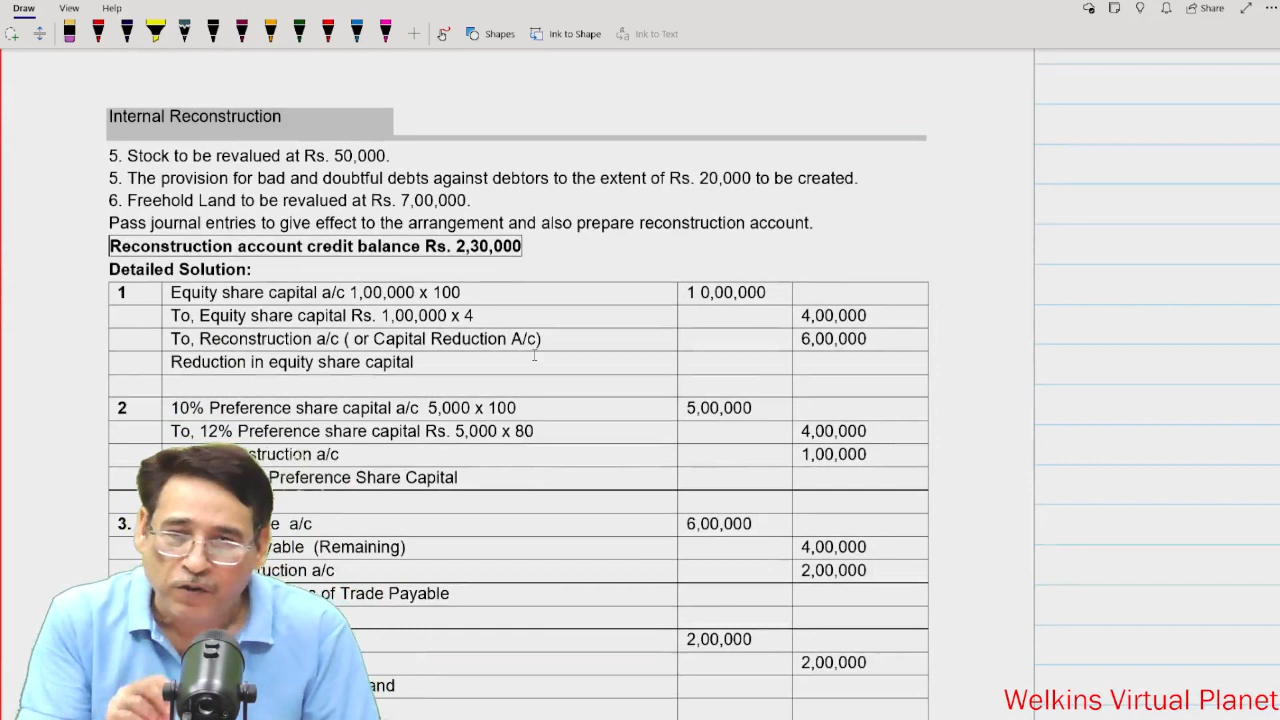 Draw View Help
Share
Shapes Ink to Shape Ink to Text
Internal Reconstruction
5. Stock to be revalued at Rs. 50,000.
5. The provision for bad and doubtful debts against debtors to the extent of Rs. 20,000 to be created.
6. Freehold Land to be revalued at Rs. 7,00,000.
Pass journal entries to give effect to the arrangement and also prepare reconstruction account.
Reconstruction account credit balance Rs. 2,30,000
Detailed Solution:
1 Equity share capital a/c 1,00,000 x 100 1 0,00,000
To, Equity share capital Rs. 1,00,000 x 4 4,00,000
To, Reconstruction a/c ( or Capital Reduction A/c) 6,00,000
Reduction in equity share capital
2 10% Preference share capital a/c 5,000 x 100 5,00,000
To, 12% Preference share capital Rs. 5,000 x 80 4,00,000
a/c 1,00,000
Preference Share Capital
3. a/c 6,00,000
(Remaining) 4,00,000
a/c 2,00,000
of Trade Payable
2,00,000
2,00,000
Welkins Virtual Planet